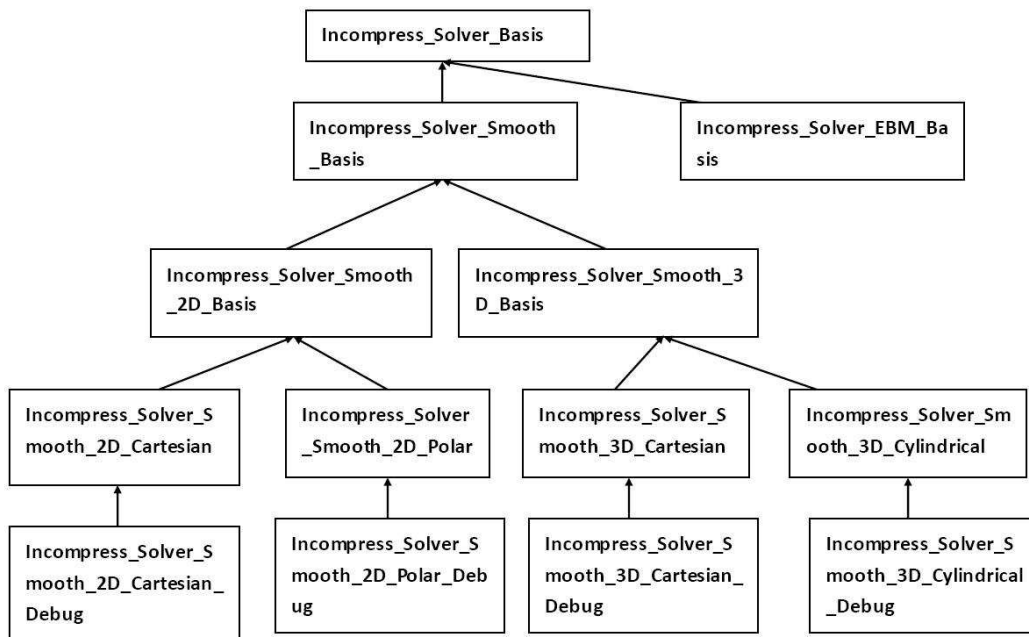 Incompress_Solver_Basis
Incompress_Solver_Smooth
_Basis
Incompress_Solver_EBM_Ba
sis
Incompress_Solver_Smooth
_2D_Basis
Incompress_Solver_Smooth_3
D_Basis
Incompress_Solver_S
mooth_2D_Cartesian
Incompress_Solver
_Smooth_2D_Polar
Incompress_Solver_S
mooth_3D_Cartesian
Incompress_Solver_Sm
ooth_3D_Cylindrical
Incompress_Solver_S
mooth_2D_Cartesian_
Debug
Incompress_Solver_S
mooth_2D_Polar_Deb
ug
Incompress_Solver_S
mooth_3D_Cartesian_
Debug
Incompress_Solver_S
mooth_3D_Cylindrical
_Debug